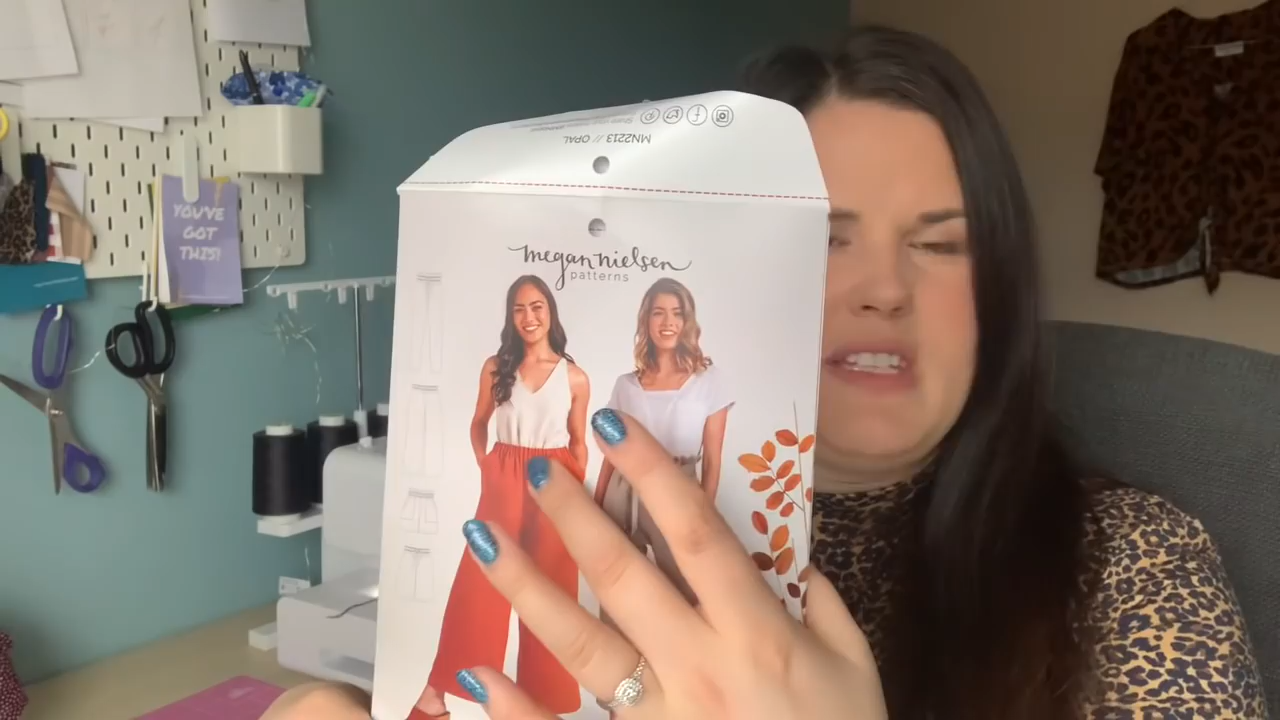 YOU'VE
GOT
THIS!
MN2213 // OPAL
megan nielsen
patterns